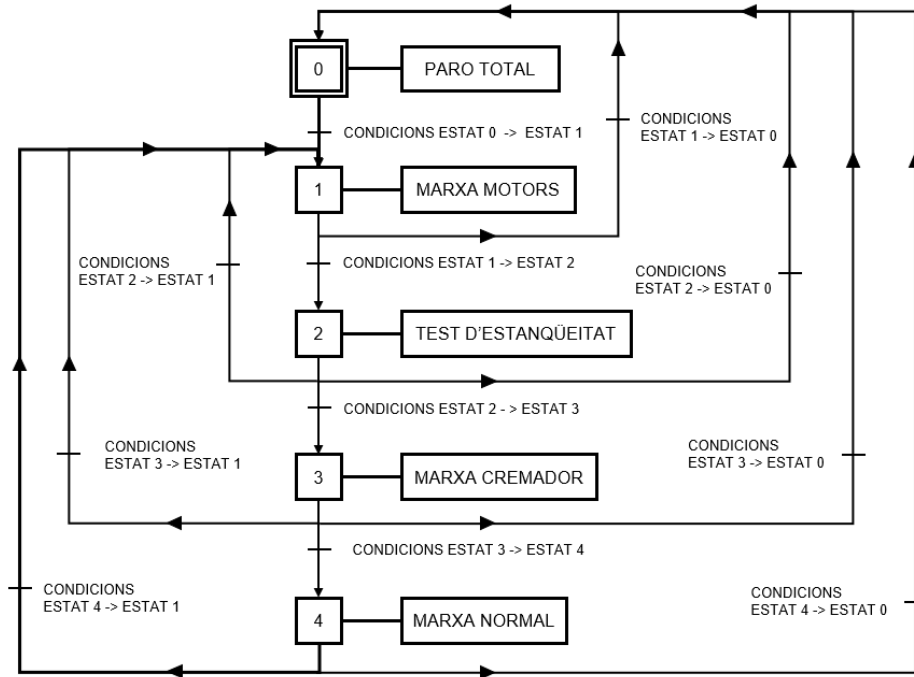 0
PARO TOTAL
CONDICIONS ESTAT 0 -> ESTAT 1
CONDICIONS
ESTAT 1 -> ESTAT 0
1
MARXA MOTORS
CONDICIONS
ESTAT 2 -> ESTAT 1
CONDICIONS ESTAT 1 -> ESTAT 2
CONDICIONS
ESTAT 2 -> ESTAT 0
2
TEST D'ESTANQÜEITAT
CONDICIONS ESTAT 2 - > ESTAT 3
CONDICIONS
ESTAT 3 -> ESTAT 1
3
MARXA CREMADOR
CONDICIONS
ESTAT 3 -> ESTAT 0
CONDICIONS ESTAT 3 -> ESTAT 4
CONDICIONS
ESTAT 4 -> ESTAT 1
4
MARXA NORMAL
CONDICIONS
ESTAT 4 -> ESTAT 0